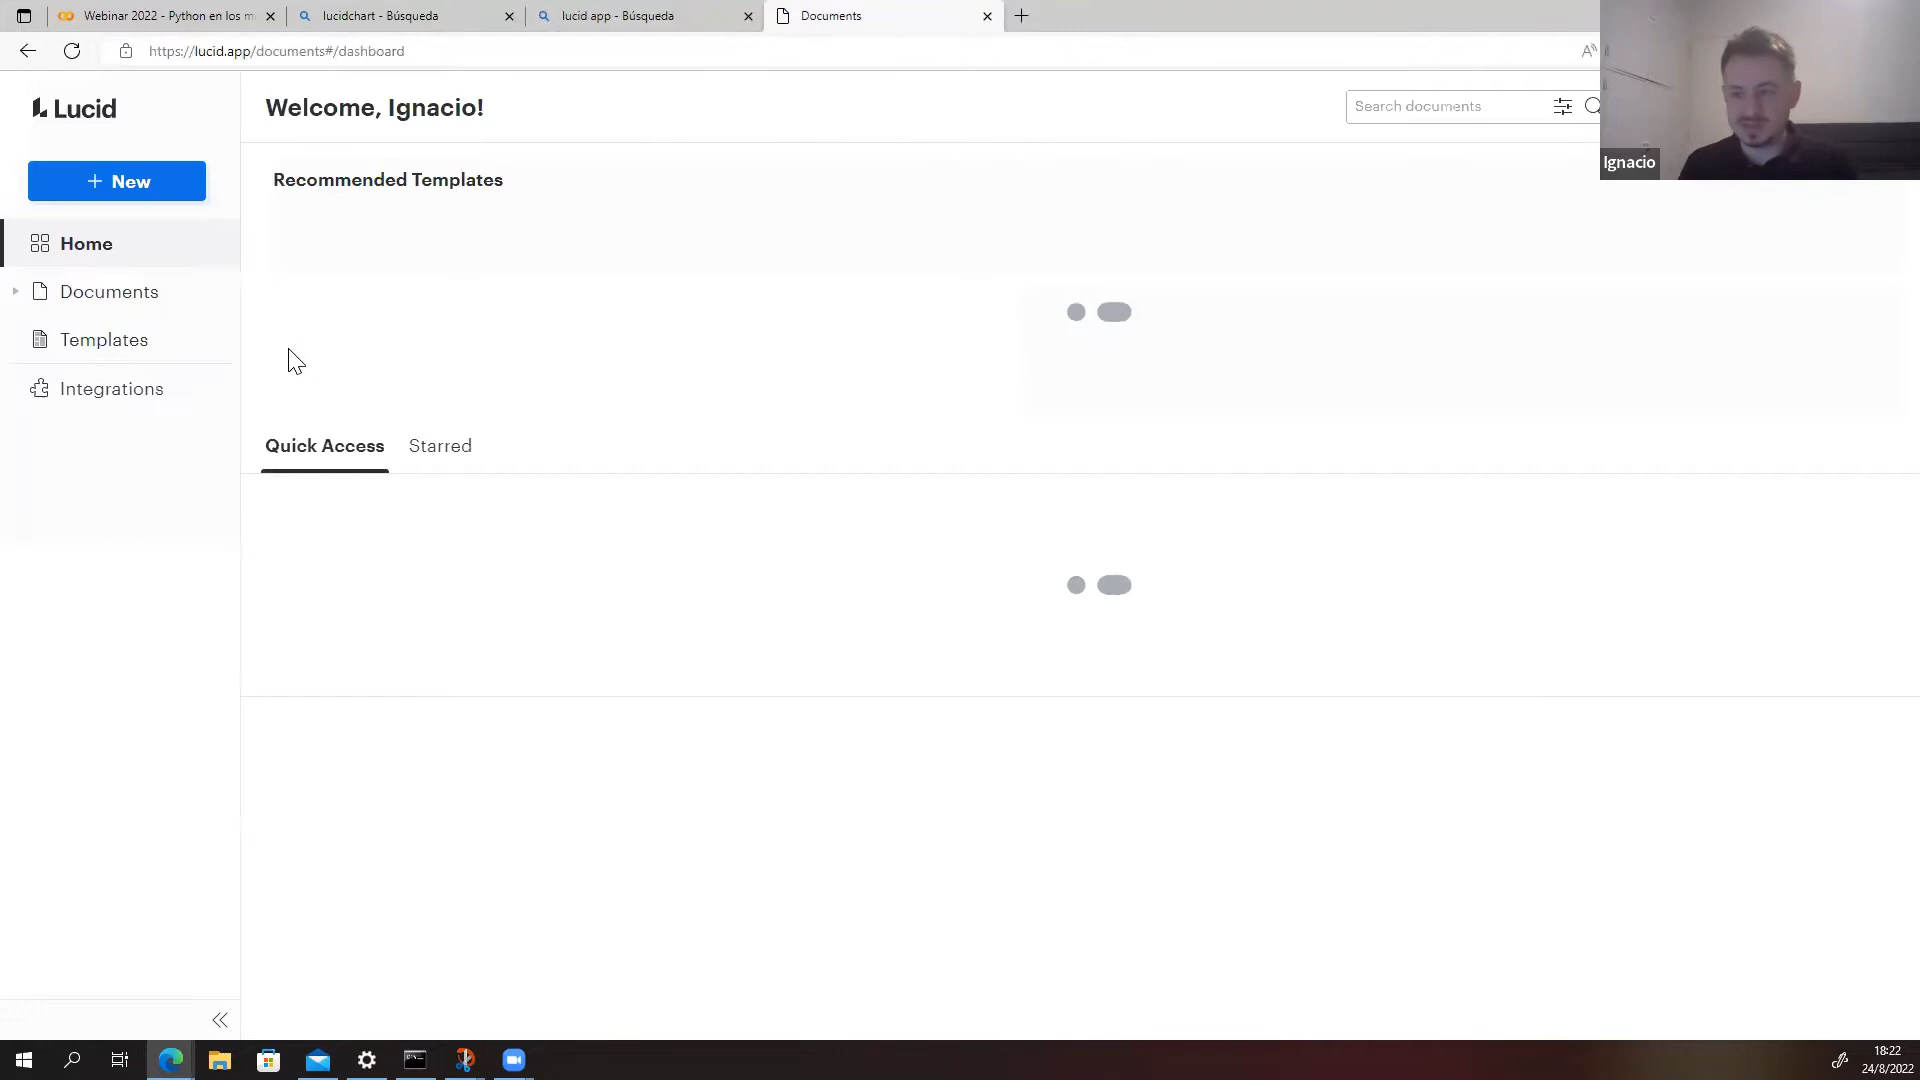 Webinar 2022 - Python en los m
lucidchart - Búsqueda
lucid app - Búsqueda
Documents
https://lucid.app/documents#/dashboard
Lucid
Welcome, Ignacio!
Search documents
Ignacio
+ New
Recommended Templates
Home
Documents
Templates
Integrations
Quick Access
Starred
18:22
24/8/2022